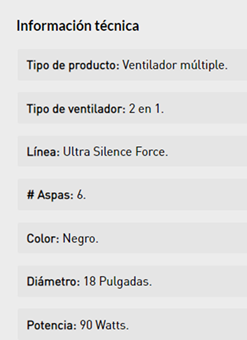 Información técnica
Tipo de producto: Ventilador múltiple.
Tipo de ventilador: 2 en 1.
Línea: Ultra Silence Force.
# Aspas: 6.
Color: Negro.
Diámetro: 18 Pulgadas.
Potencia: 90 Watts.